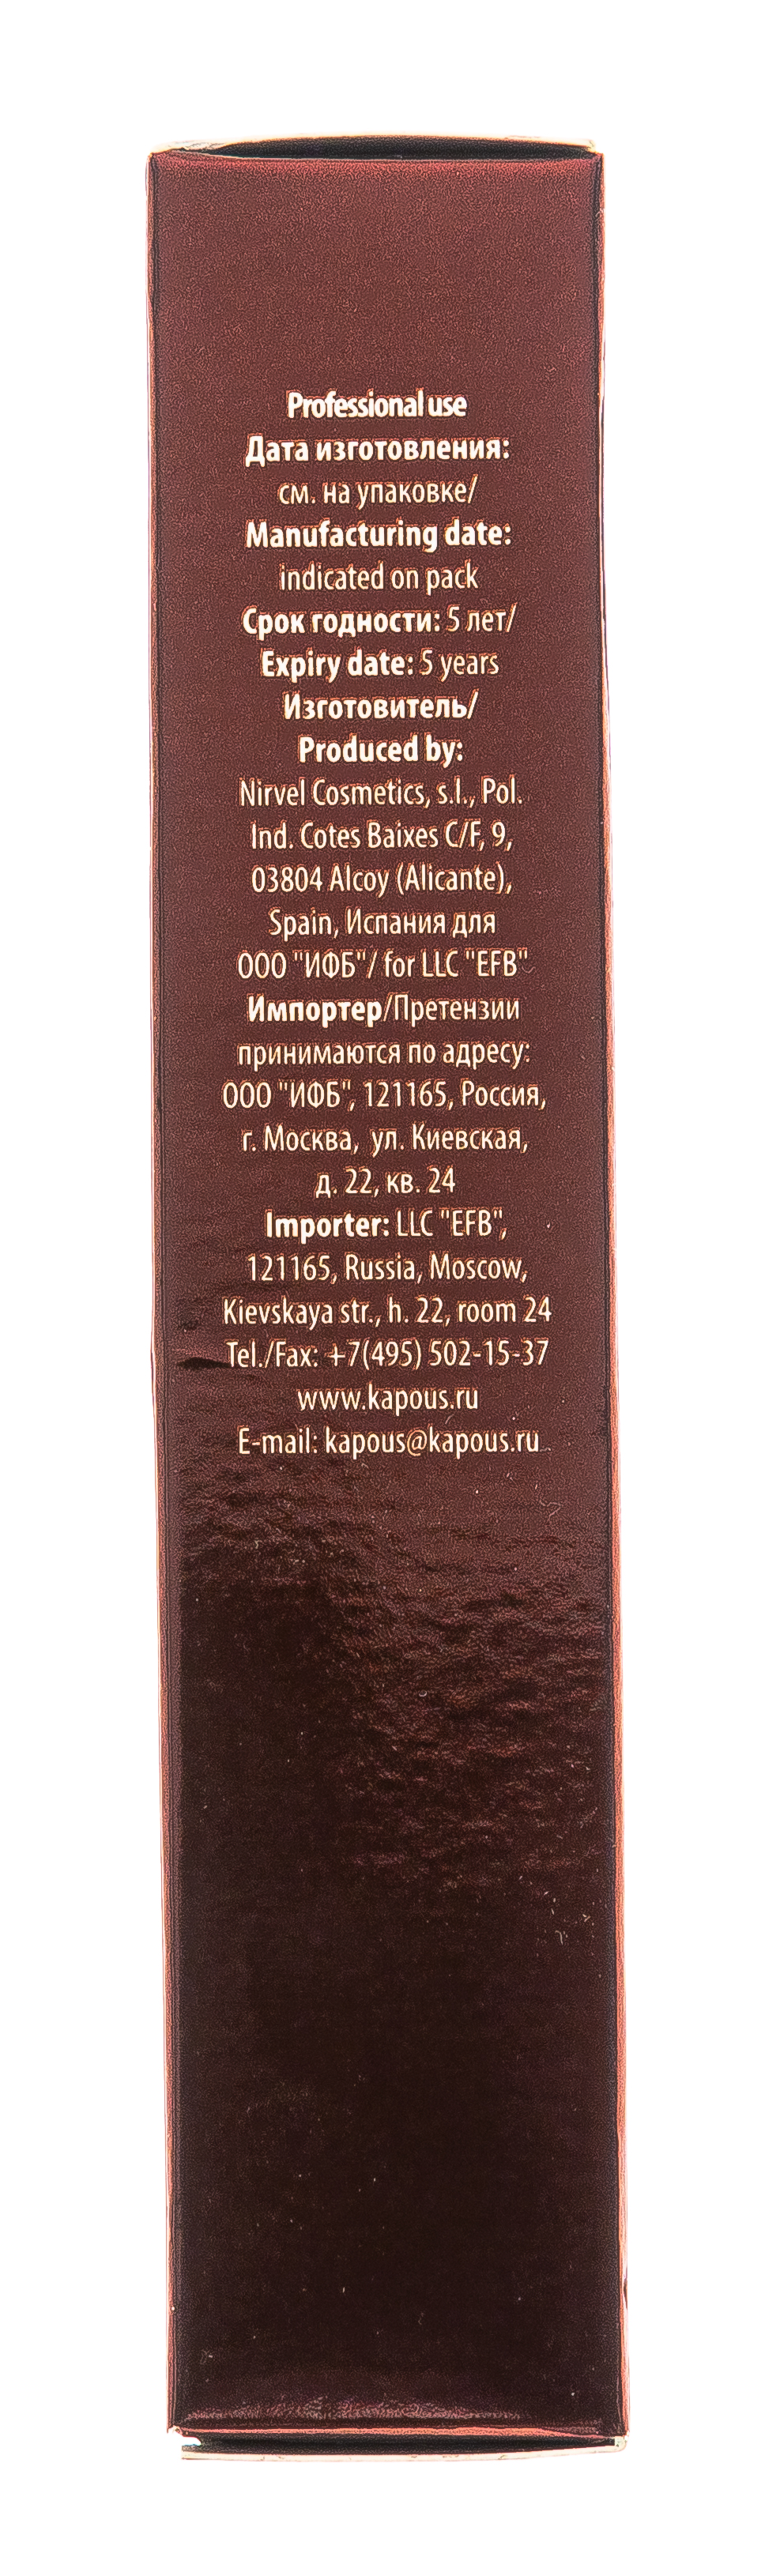 Professional use
Дата изготовления:
см. на упаковке/
Manufacturing date:
indicated on pack
Срок годности: 5 лет/
Expiry date: 5 years
Изготовитель/
Produced by:
Nirvel Cosmetics, s.l., Pol.
Ind. Cotes Baixes C/F, 9,
03804 Alcoy (Alicante),
Spain, Испания для
ООО "ИФБ"/ for LLC "EFB"
Импортер/Претензии
принимаются по адресу:
ООО "ИФБ", 121165, Россия,
г. Москва, ул. Киевская,
д. 22, кв. 24
Importer: LLC "EFB",
121165, Russia, Moscow,
Kievskaya str., h. 22, room 24
Tel./Fax: +7(495) 502-15-37
www.kapous.ru
E-mail: kapous@kapous.ru